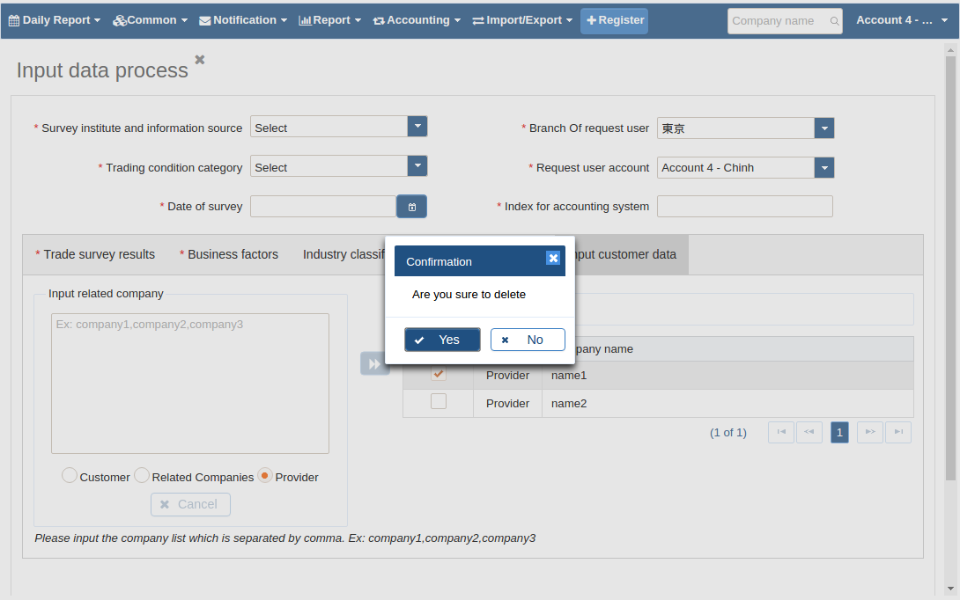 Daily Report Common Notification Report Accounting Import/Export Register Company name Account 4 - ...
Input data process
* Survey institute and information source Select * Branch Of request user 東京
* Trading condition category Select * Request user account Account 4 - Chinh
* Date of survey * Index for accounting system
* Trade survey results * Business factors Industry classif nput customer data
Confirmation
Are you sure to delete
Yes No
Input related company
Ex: company1,company2,company3
pany name
Provider name1
Provider name2
(1 of 1) 1
Customer Related Companies Provider
Cancel
Please input the company list which is separated by comma. Ex: company1,company2,company3